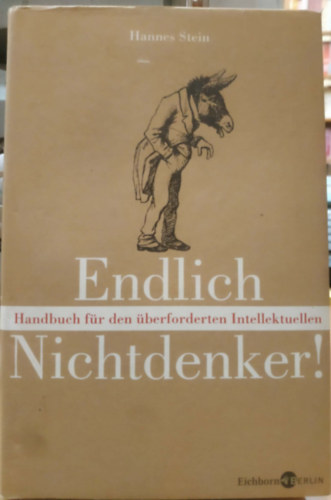 Hannes Stein
Endlich
Handbuch für den überforderten Intellektuellen
Nichtdenker!
Eichborn BERLIN